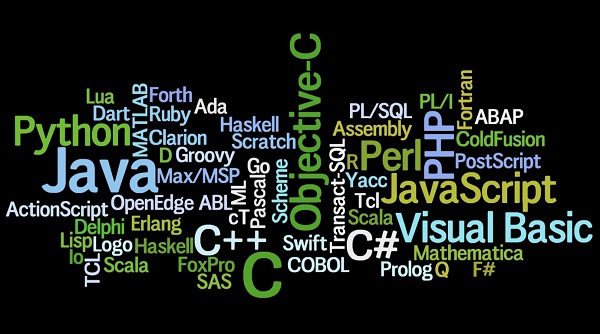 Lua
Forth
MATLAB
Dart
Ruby
Ada
Python
Clarion
Haskell
Scratch
D
Groovy
Java
Max/MSP
ActionScript
OpenEdge ABL
ML
Go
Pascal
cT
Scheme
Objective-C
Delphi
Erlang
Lisp
Logo
Haskell
Io
TCL
Scala
FoxPro
SAS
C++
C
Swift
COBOL
Transact-SQL
PL/SQL
PL/I
Fortran
Assembly
PHP
ABAP
ColdFusion
R
Perl
PostScript
Yacc
JavaScript
Tcl
Scala
Visual Basic
C#
Mathematica
Prolog
Q
F#